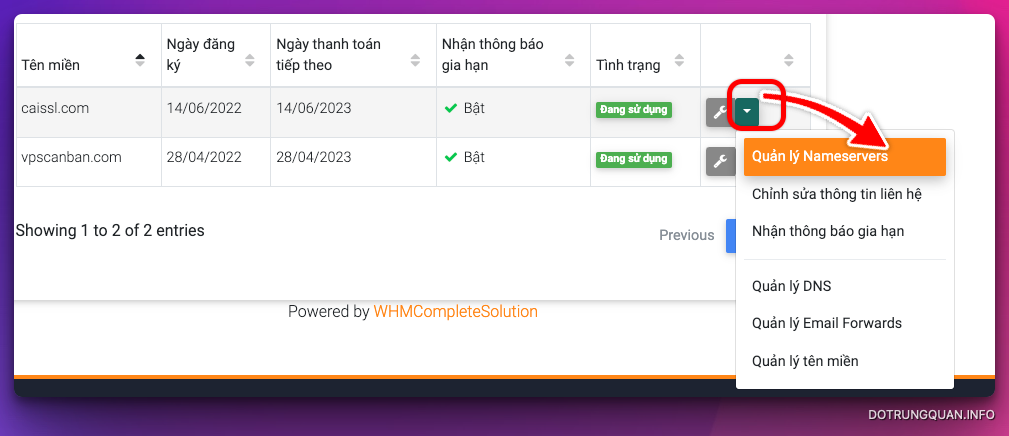 Tên miền
Ngày đăng
ký
Ngày thanh toán
tiếp theo
Nhận thông báo
gia hạn
Tình trạng
caissl.com
14/06/2022
14/06/2023
Bật
Đang sử dụng
vpscanban.com
28/04/2022
28/04/2023
Bật
Đang sử dụng
Quản lý Nameservers
Chỉnh sửa thông tin liên hệ
Nhận thông báo gia hạn
Quản lý DNS
Quản lý Email Forwards
Quản lý tên miền
Showing 1 to 2 of 2 entries
Previous
Powered by WHMCompleteSolution
DOTRUNGQUAN.INFO